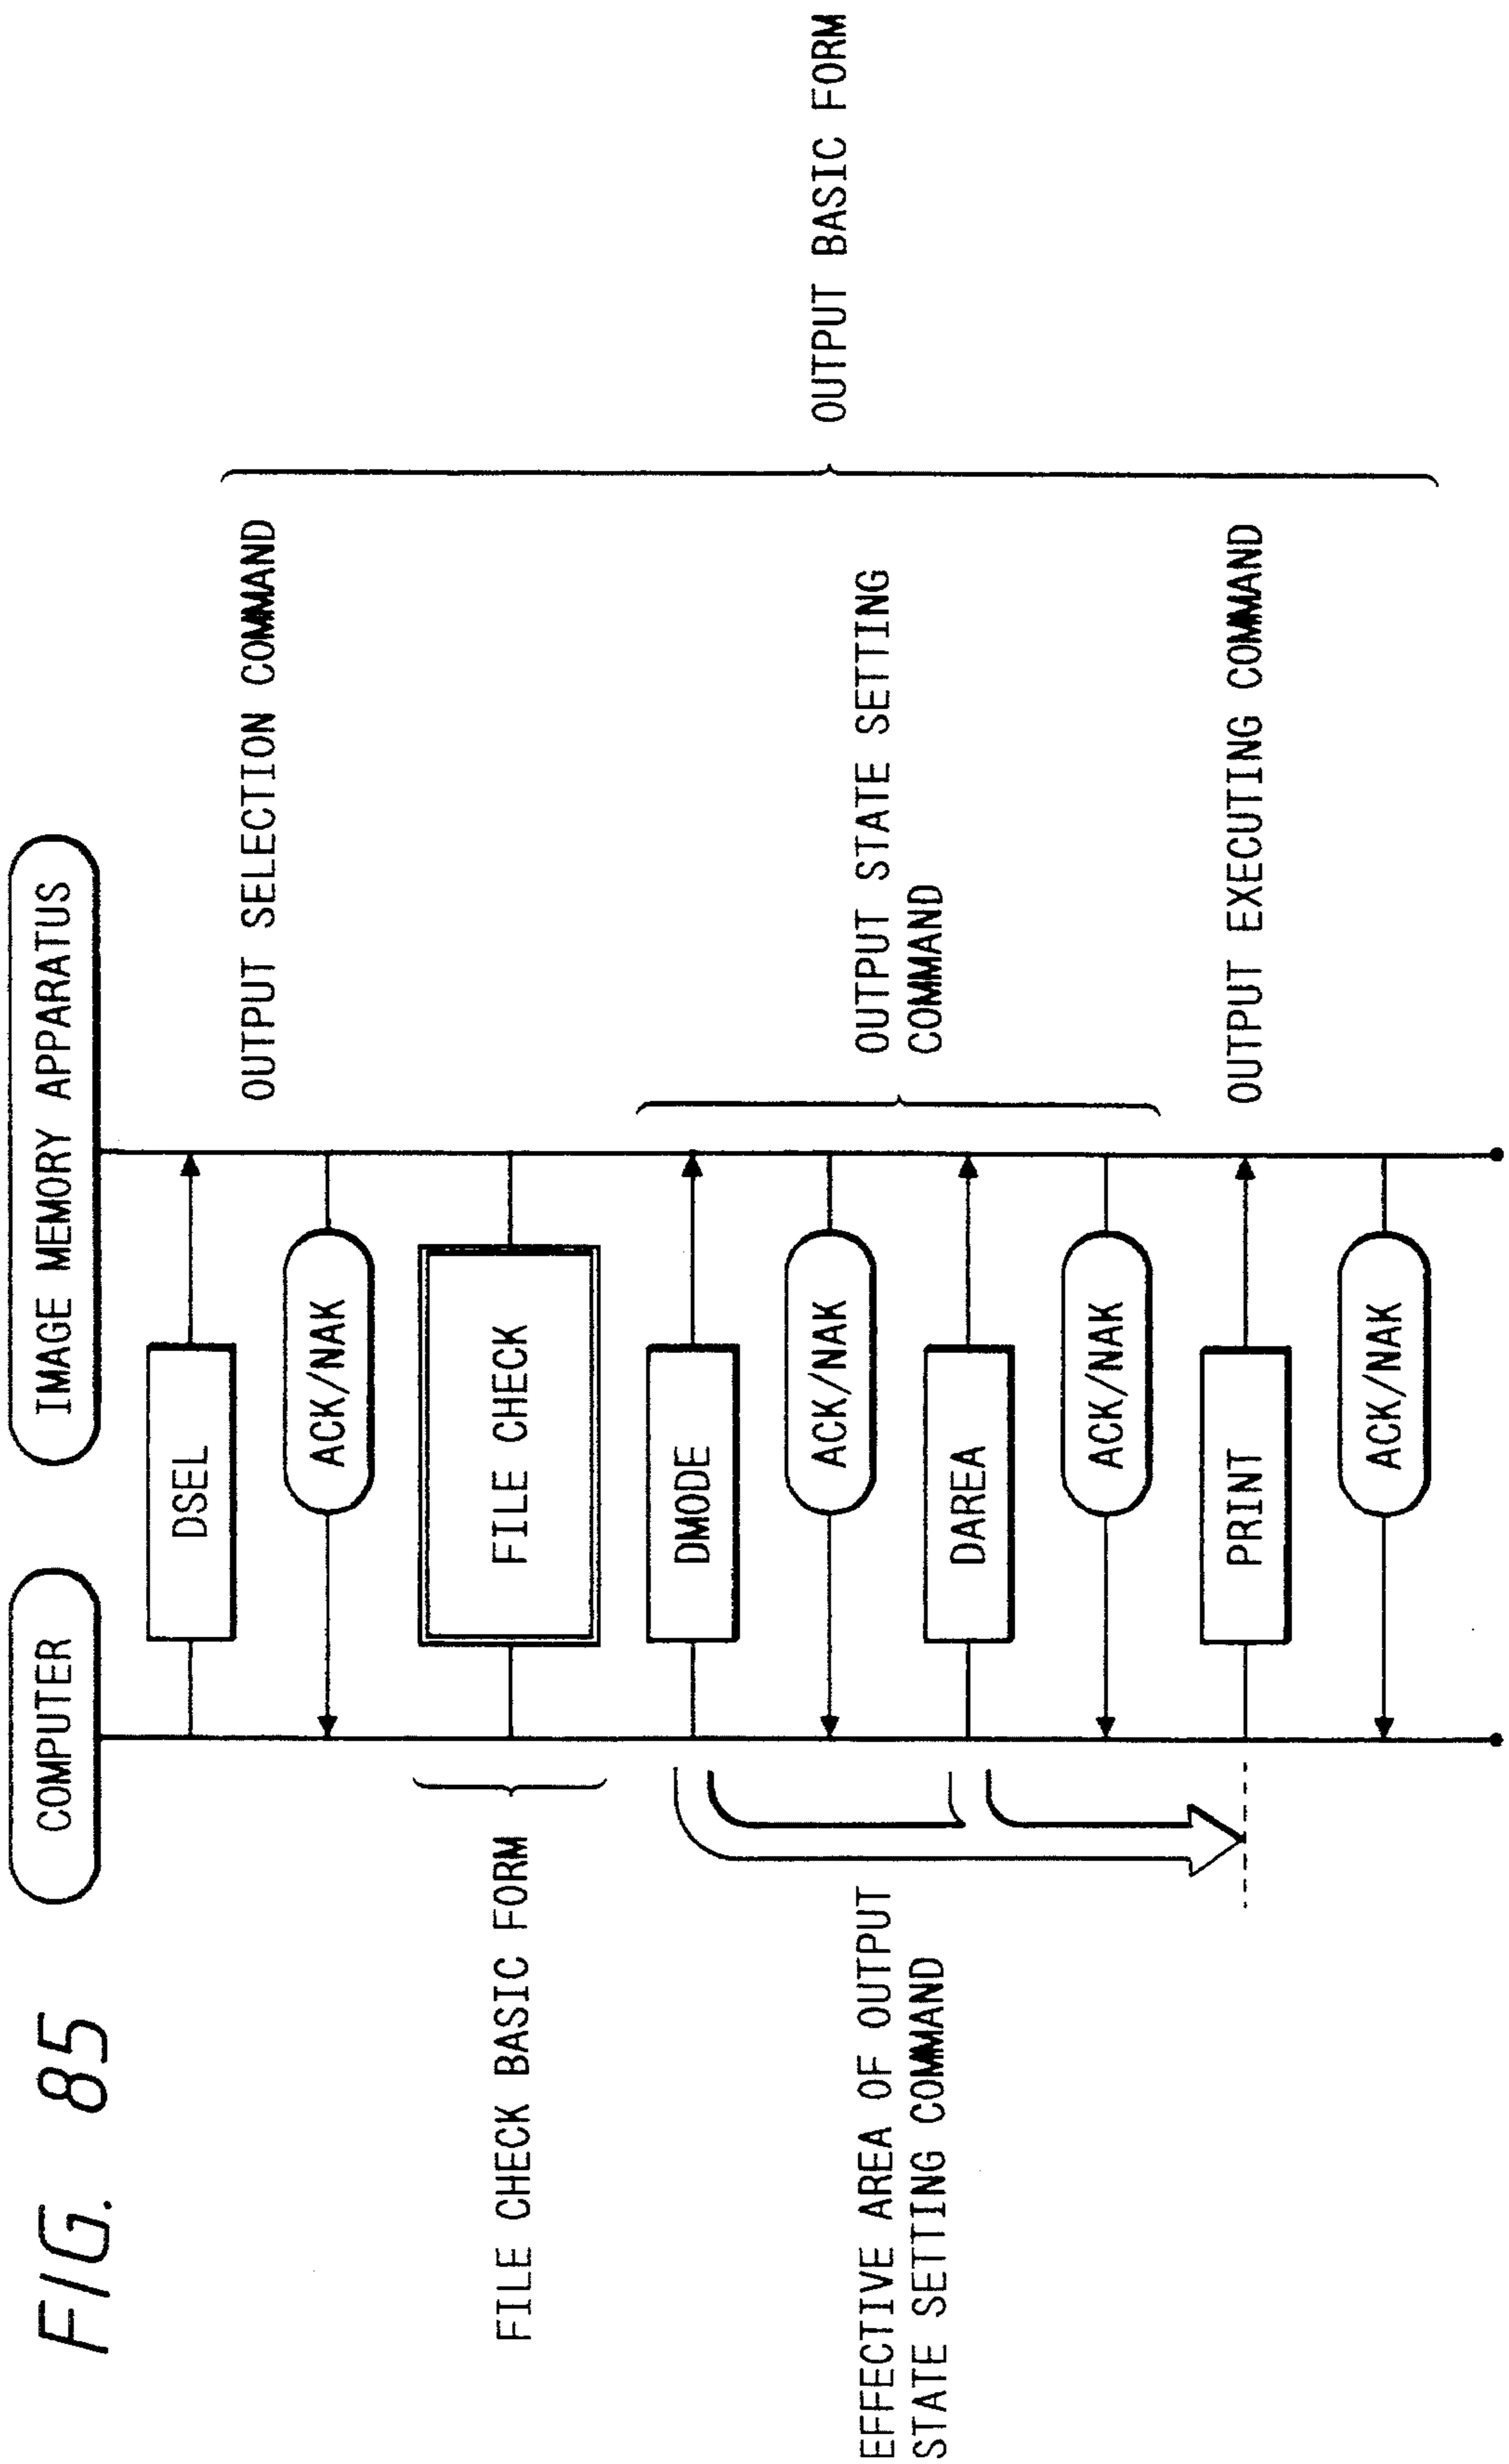 FIG. 85
COMPUTER
IMAGE MEMORY APPARATUS
DSEL
OUTPUT SELECTION COMMAND
ACK/NAK
FILE CHECK BASIC FORM
FILE CHECK
DMODE
ACK/NAK
EFFECTIVE AREA OF OUTPUT
STATE SETTING COMMAND
OUTPUT STATE SETTING
COMMAND
OUTPUT BASIC FORM
DAREA
ACK/NAK
PRINT
OUTPUT EXECUTING COMMAND
ACK/NAK